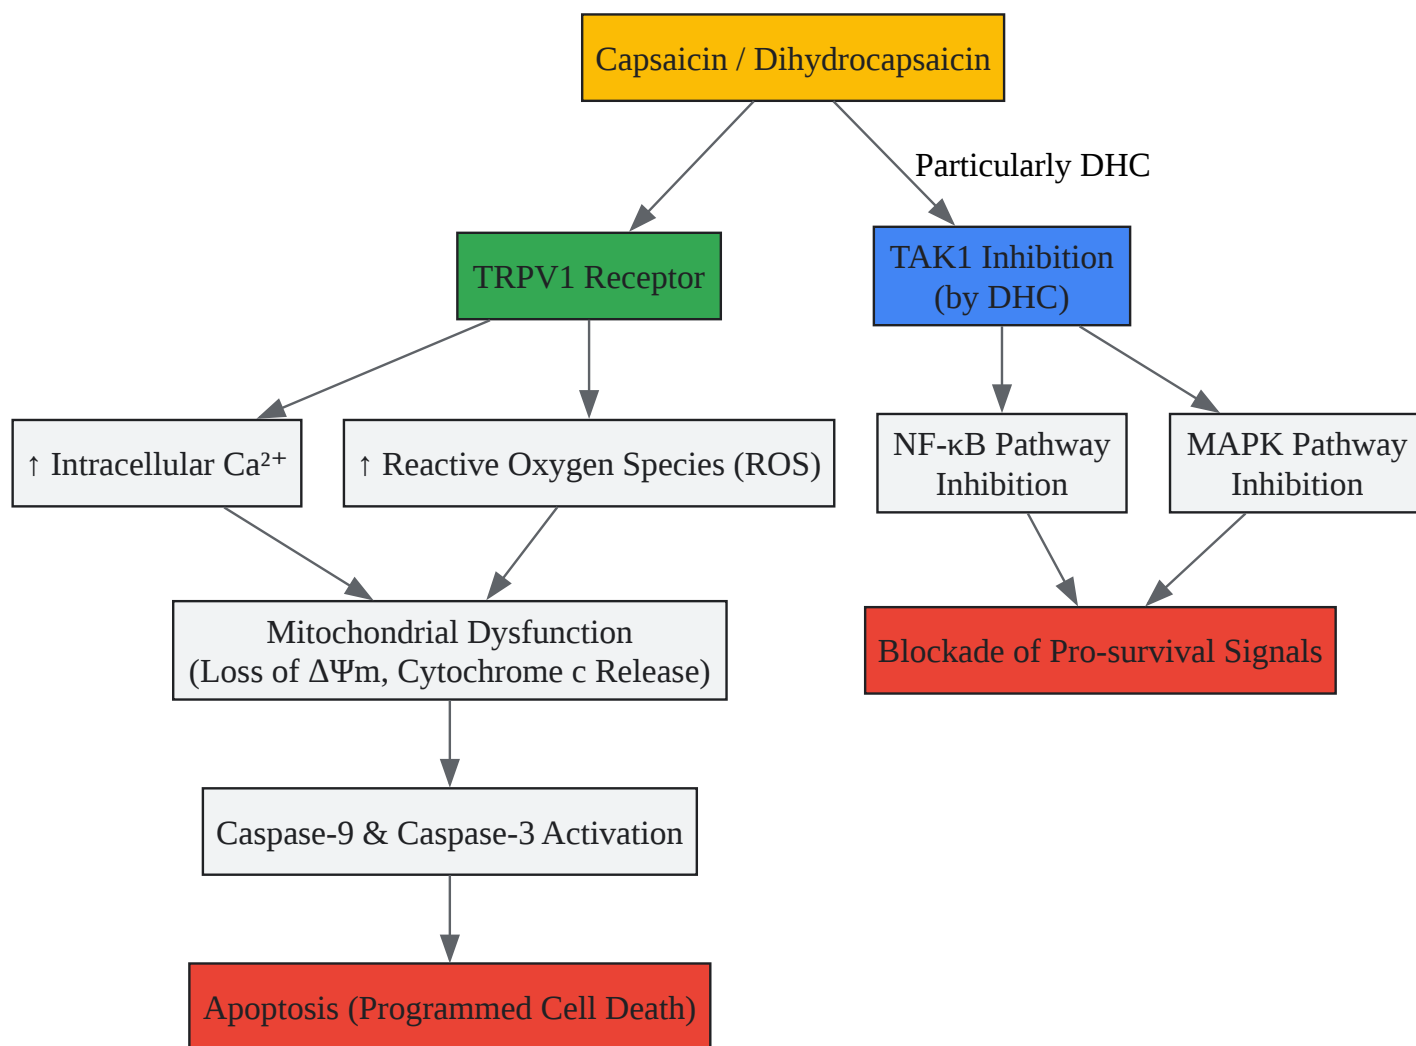 Capsaicin / Dihydrocapsaicin
Particularly DHC
TRPV1 Receptor
TAK1 Inhibition
(by DHC)
↑ Intracellular Ca²⁺
↑ Reactive Oxygen Species (ROS)
NF-κB Pathway
Inhibition
MAPK Pathway
Inhibition
Mitochondrial Dysfunction
(Loss of ΔΨm, Cytochrome c Release)
Blockade of Pro-survival Signals
Caspase-9 & Caspase-3 Activation
Apoptosis (Programmed Cell Death)